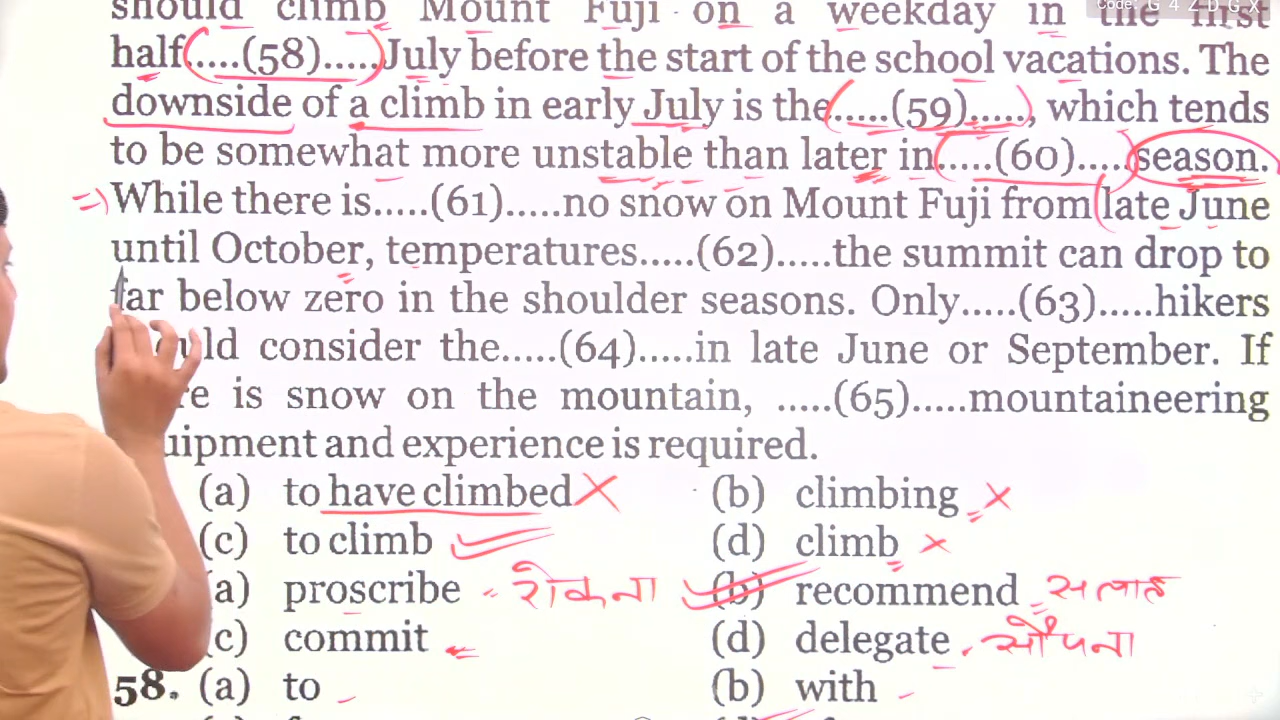 Code: G 4 Z D G X
should climb Mount Fuji on a weekday in the first
half.....(58).....July before the start of the school vacations. The
downside of a climb in early July is the.....(59)....., which tends
to be somewhat more unstable than later in.....(60).....season.
While there is.....(61).....no snow on Mount Fuji from late June
until October, temperatures.....(62).....the summit can drop to
far below zero in the shoulder seasons. Only.....(63).....hikers
uld consider the.....(64).....in late June or September. If
re is snow on the mountain, .....(65).....mountaineering
uipment and experience is required.
(a) to have climbed (b) climbing
(c) to climb (d) climb
a) proscribe रोकना (b) recommend सलाह
c) commit (d) delegate सौंपना
58. (a) to (b) with